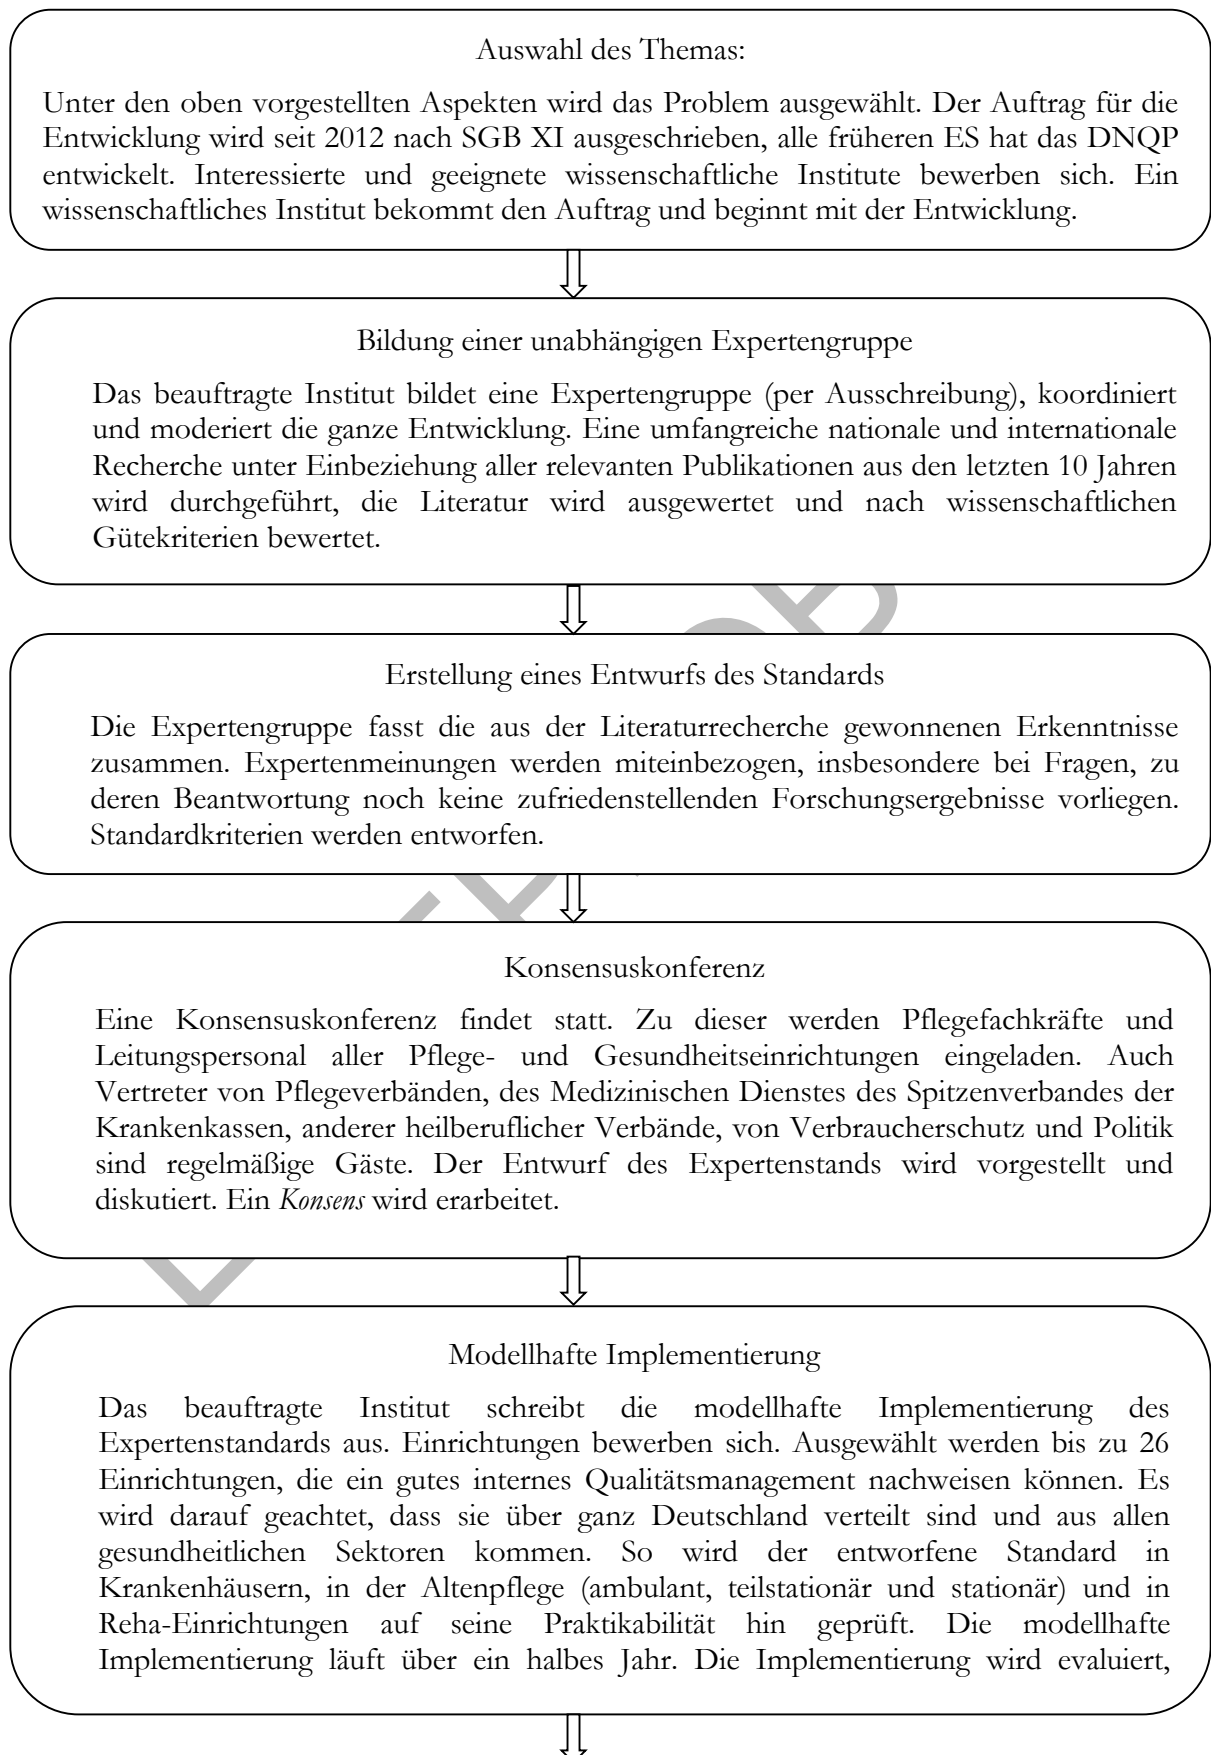 Auswahl des Themas:
Unter den oben vorgestellten Aspekten wird das Problem ausgewählt. Der Auftrag für die
Entwicklung wird seit 2012 nach SGB XI ausgeschrieben, alle früheren ES hat das DNQP
entwickelt. Interessierte und geeignete wissenschaftliche Institute bewerben sich. Ein
wissenschaftliches Institut bekommt den Auftrag und beginnt mit der Entwicklung.
Bildung einer unabhängigen Expertengruppe
Das beauftragte Institut bildet eine Expertengruppe (per Ausschreibung), koordiniert
und moderiert die ganze Entwicklung. Eine umfangreiche nationale und internationale
Recherche unter Einbeziehung aller relevanten Publikationen aus den letzten 10 Jahren
wird durchgeführt, die Literatur wird ausgewertet und nach wissenschaftlichen
Gütekriterien bewertet.
Erstellung eines Entwurfs des Standards
Die Expertengruppe fasst die aus der Literaturrecherche gewonnenen Erkenntnisse
zusammen. Expertenmeinungen werden miteinbezogen, insbesondere bei Fragen, zu
deren Beantwortung noch keine zufriedenstellenden Forschungsergebnisse vorliegen.
Standardkriterien werden entworfen.
Konsensuskonferenz
Eine Konsensuskonferenz findet statt. Zu dieser werden Pflegefachkräfte und
Leitungspersonal aller Pflege- und Gesundheitseinrichtungen eingeladen. Auch
Vertreter von Pflegeverbänden, des Medizinischen Dienstes des Spitzenverbandes der
Krankenkassen, anderer heilberuflicher Verbände, von Verbraucherschutz und Politik
sind regelmäßige Gäste. Der Entwurf des Expertenstands wird vorgestellt und
diskutiert. Ein Konsens wird erarbeitet.
Modellhafte Implementierung
Das beauftragte Institut schreibt die modellhafte Implementierung des
Expertenstandards aus. Einrichtungen bewerben sich. Ausgewählt werden bis zu 26
Einrichtungen, die ein gutes internes Qualitätsmanagement nachweisen können. Es
wird darauf geachtet, dass sie über ganz Deutschland verteilt sind und aus allen
gesundheitlichen Sektoren kommen. So wird der entworfene Standard in
Krankenhäusern, in der Altenpflege (ambulant, teilstationär und stationär) und in
Reha-Einrichtungen auf seine Praktikabilität hin geprüft. Die modellhafte
Implementierung läuft über ein halbes Jahr. Die Implementierung wird evaluiert,